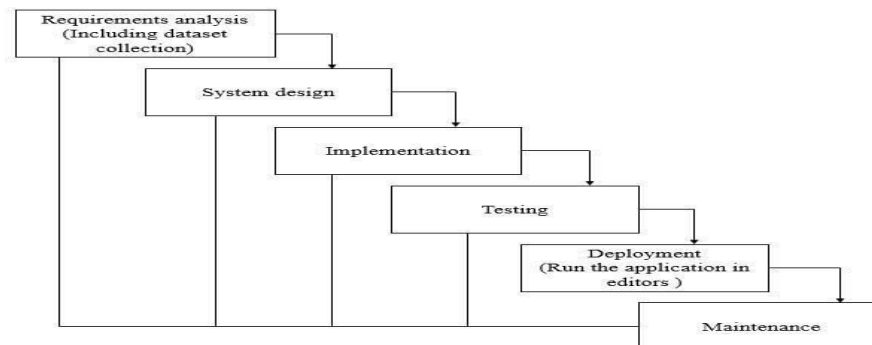 Requirements analysis
(Including dataset
collection)
System design
Implementation
Testing
Deployment
(Run the application in
editors )
Maintenance